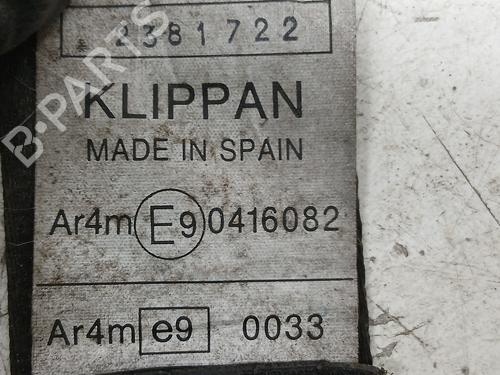 2381722
KLIPPAN
MADE IN SPAIN
Ar4m E9 0416082
Ar4m e9 0033
B-PARTS